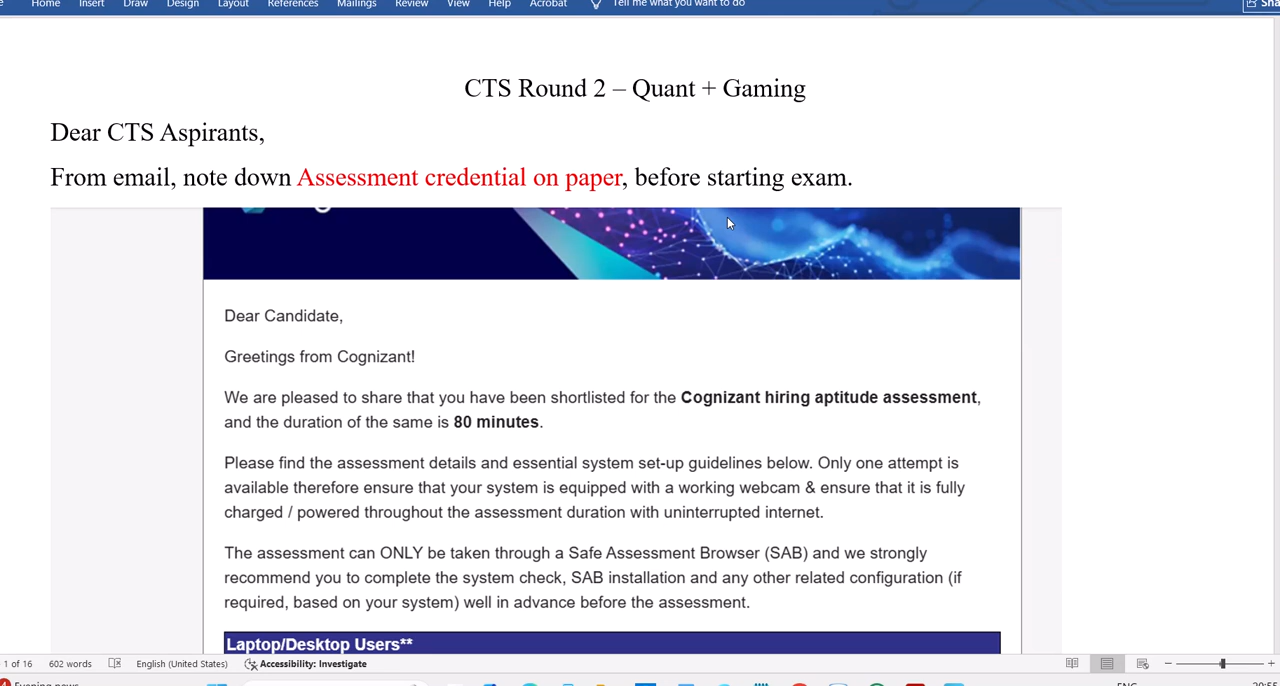 Home Insert Draw Design Layout References Mailings Review View Help Acrobat Tell me what you want to do
CTS Round 2 – Quant + Gaming
Dear CTS Aspirants,
From email, note down Assessment credential on paper, before starting exam.
Dear Candidate,
Greetings from Cognizant!
We are pleased to share that you have been shortlisted for the Cognizant hiring aptitude assessment,
and the duration of the same is 80 minutes.
Please find the assessment details and essential system set-up guidelines below. Only one attempt is
available therefore ensure that your system is equipped with a working webcam & ensure that it is fully
charged / powered throughout the assessment duration with uninterrupted internet.
The assessment can ONLY be taken through a Safe Assessment Browser (SAB) and we strongly
recommend you to complete the system check, SAB installation and any other related configuration (if
required, based on your system) well in advance before the assessment.
Laptop/Desktop Users**
1 of 16 602 words English (United States) Accessibility: Investigate
Evening news ENG 20:55